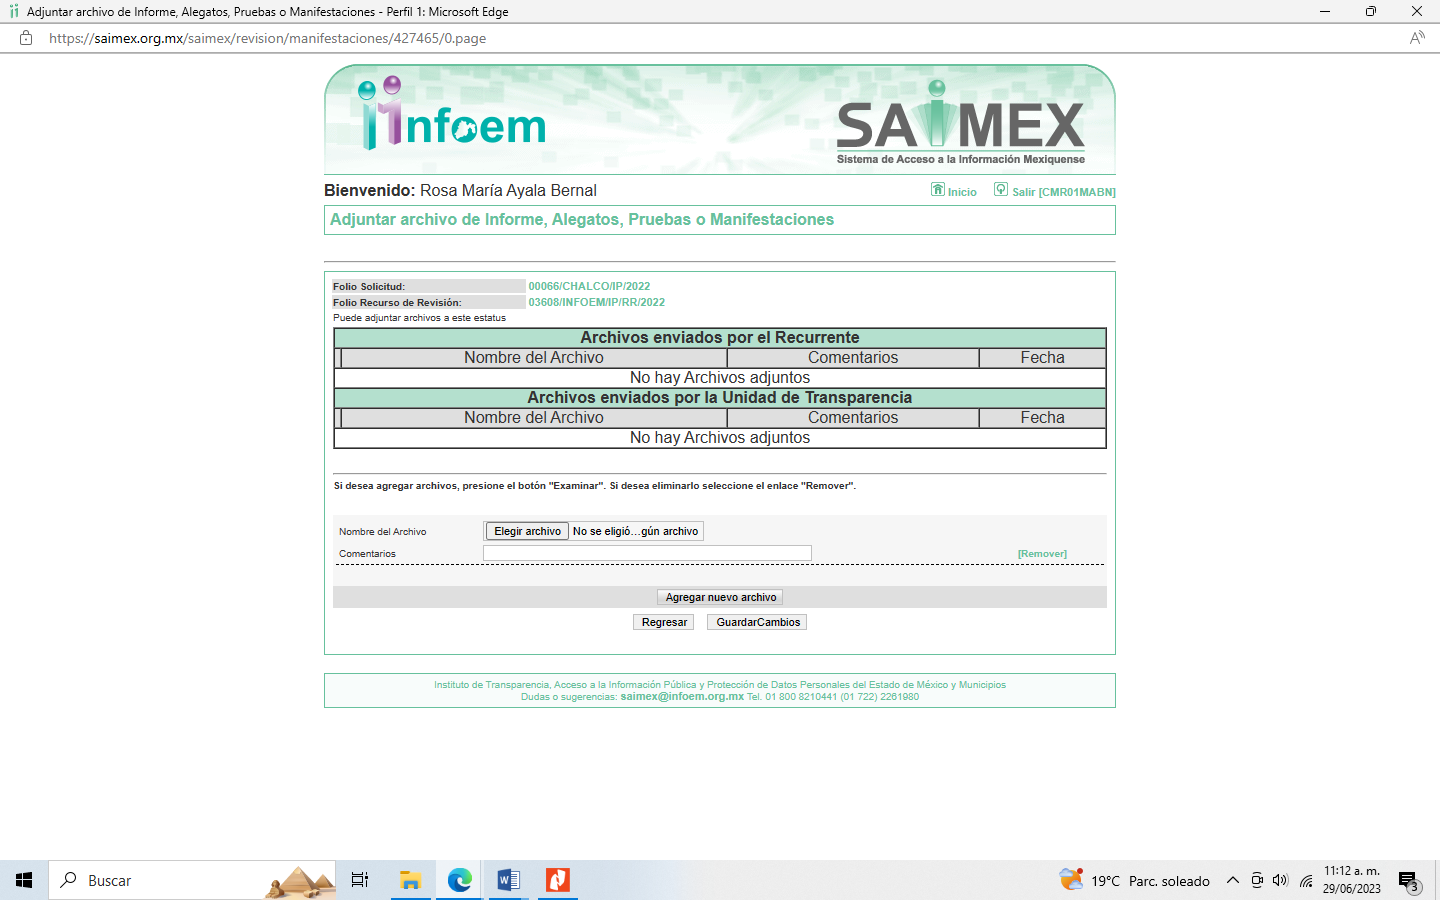 Adjuntar archivo de Informe, Alegatos, Pruebas o Manifestaciones - Perfil 1: Microsoft Edge
https://saimex.org.mx/saimex/revision/manifestaciones/427465/0.page
infoem
SAIMEX
Sistema de Acceso a la Información Mexiquense
Bienvenido: Rosa María Ayala Bernal
Inicio Salir [CMR01MABN]
Adjuntar archivo de Informe, Alegatos, Pruebas o Manifestaciones
Folio Solicitud: 00066/CHALCO/IP/2022
Folio Recurso de Revisión: 03608/INFOEM/IP/RR/2022
Puede adjuntar archivos a este estatus
Archivos enviados por el Recurrente
Nombre del Archivo Comentarios Fecha
No hay Archivos adjuntos
Archivos enviados por la Unidad de Transparencia
Nombre del Archivo Comentarios Fecha
No hay Archivos adjuntos
Si desea agregar archivos, presione el botón "Examinar". Si desea eliminarlo seleccione el enlace "Remover".
Nombre del Archivo Elegir archivo No se eligió...gún archivo
Comentarios [Remover]
Agregar nuevo archivo
Regresar GuardarCambios
Instituto de Transparencia, Acceso a la Información Pública y Protección de Datos Personales del Estado de México y Municipios
Dudas o sugerencias: saimex@infoem.org.mx Tel. 01 800 8210441 (01 722) 2261980
Buscar
19°C Parc. soleado
11:12 a. m.
29/06/2023
3